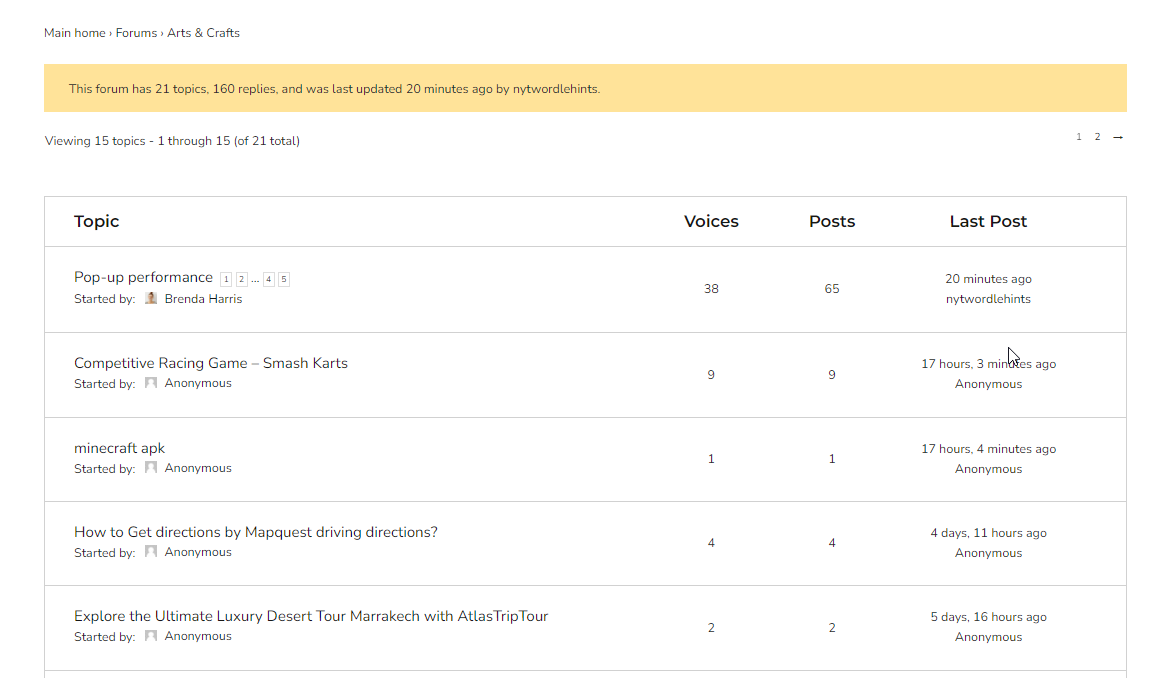 Main home › Forums › Arts & Crafts
This forum has 21 topics, 160 replies, and was last updated 20 minutes ago by nytwordlehints.
Viewing 15 topics - 1 through 15 (of 21 total)
1 2 →
Topic Voices Posts Last Post
Pop-up performance 1 2 ... 4 5
Started by: Brenda Harris
38 65
20 minutes ago
nytwordlehints
Competitive Racing Game – Smash Karts
Started by: Anonymous
9 9
17 hours, 3 minutes ago
Anonymous
minecraft apk
Started by: Anonymous
1 1
17 hours, 4 minutes ago
Anonymous
How to Get directions by Mapquest driving directions?
Started by: Anonymous
4 4
4 days, 11 hours ago
Anonymous
Explore the Ultimate Luxury Desert Tour Marrakech with AtlasTripTour
Started by: Anonymous
2 2
5 days, 16 hours ago
Anonymous